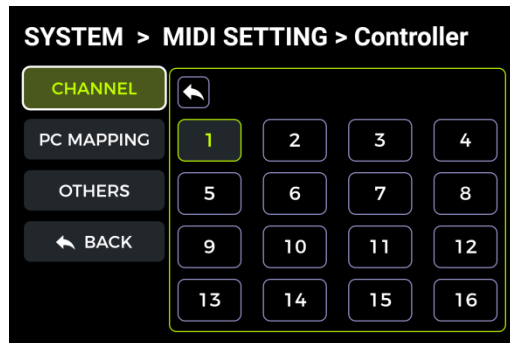 SYSTEM > MIDI SETTING > Controller
CHANNEL
PC MAPPING
OTHERS
BACK
1 2 3 4
5 6 7 8
9 10 11 12
13 14 15 16